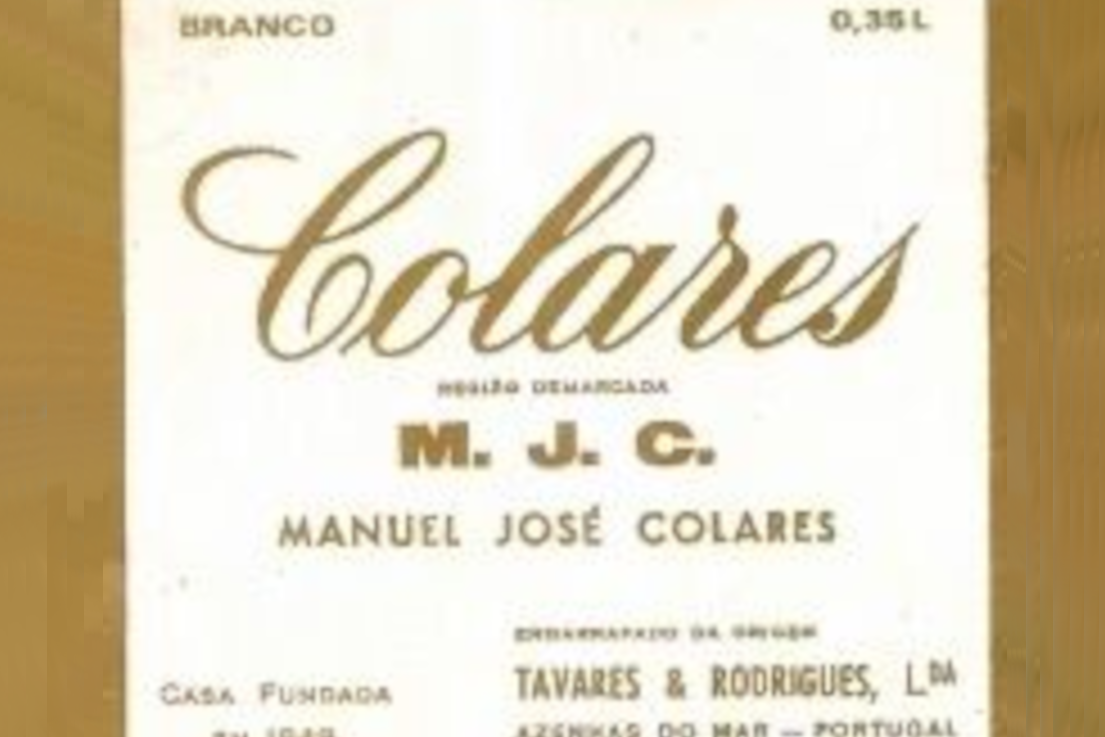 BRANCO 0,35L
Colares
REGIÃO DEMARCADA
M. J. C.
MANUEL JOSÉ COLARES
ENGARRAFADO NA ORIGEM
TAVARES & RODRIGUES, LDA
CASA FUNDADA
AZENHAS DO MAR — PORTUGAL